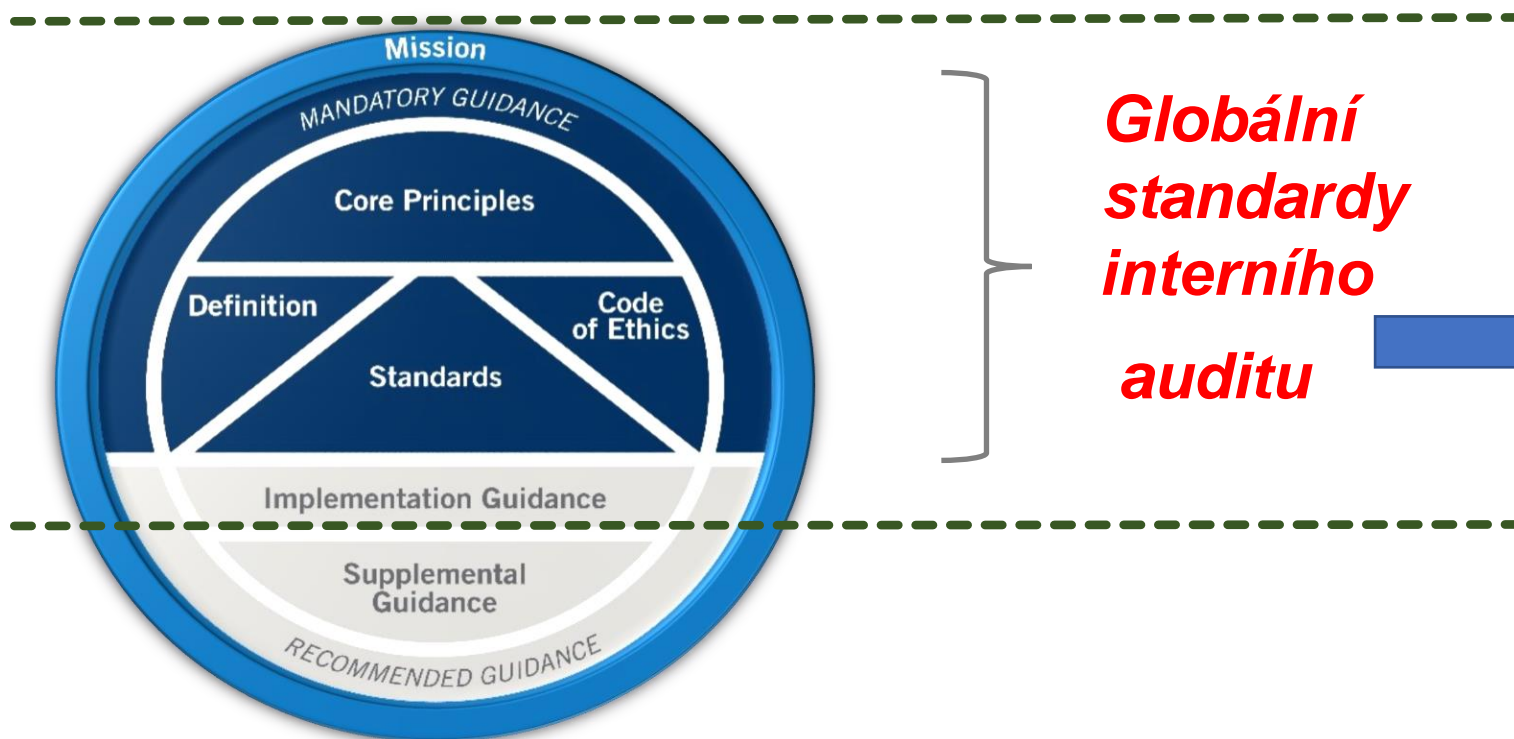 Mission
MANDATORY GUIDANCE
Core Principles
Definition
Code
of Ethics
Standards
Implementation Guidance
Supplemental
Guidance
RECOMMENDED GUIDANCE
Globální
standardy
interního
auditu